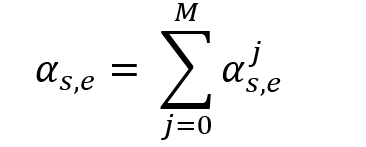 α_{s,e} = \sum_{j=0}^{M} α_{s,e}^{j}